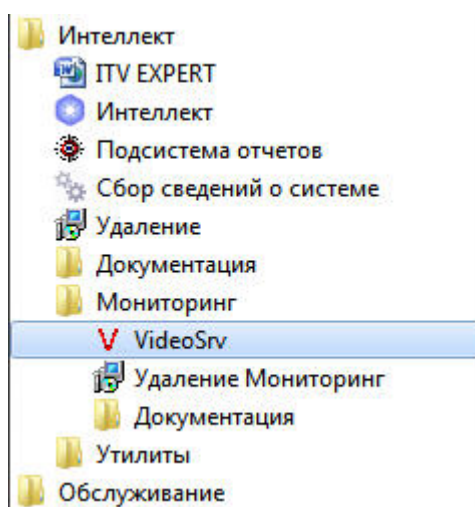 Интеллект
ITV EXPERT
Интеллект
Подсистема отчетов
Сбор сведений о системе
Удаление
Документация
Мониторинг
VideoSrv
Удаление Мониторинг
Документация
Утилиты
Обслуживание